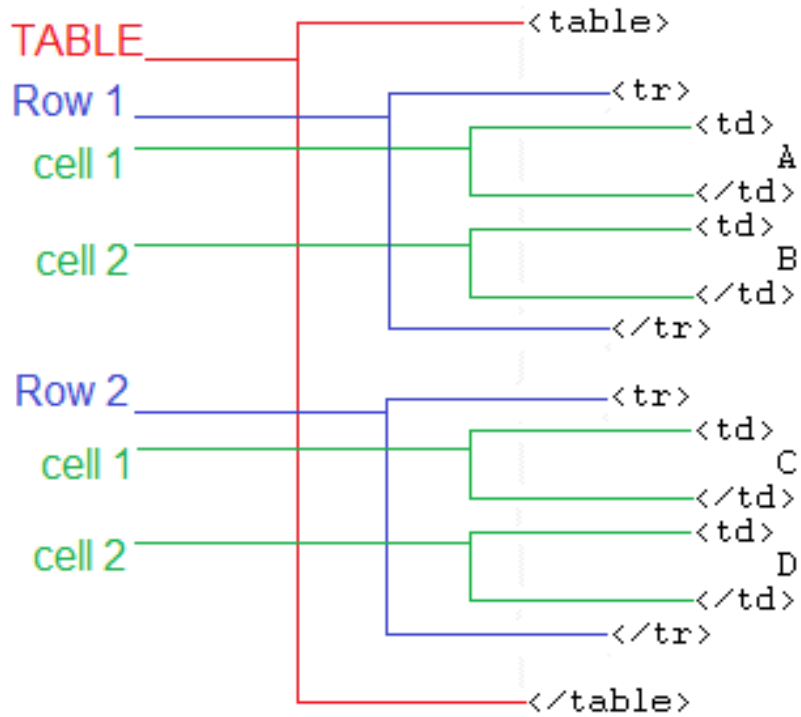 TABLE <table>
Row 1 <tr>
<td>
cell 1 A
</td>
<td>
cell 2 B
</td>
</tr>
Row 2 <tr>
<td>
cell 1 C
</td>
<td>
cell 2 D
</td>
</tr>
</table>